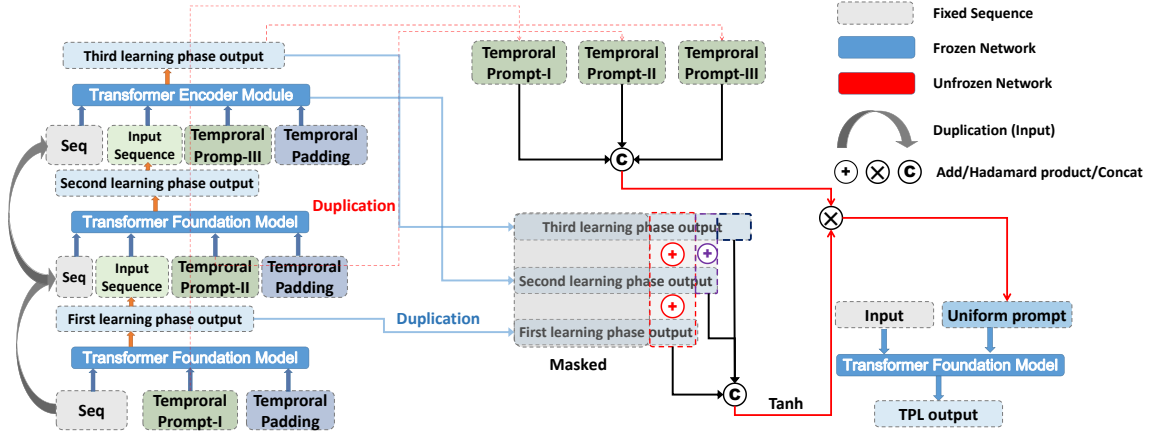 Third learning phase output
Transformer Encoder Module
Seq
Input
Sequence
Temproral
Promp-III
Temporal
Padding
Second learning phase output
Duplication
Transformer Foundation Model
Seq
Input
Sequence
Temproral
Prompt-II
Temporal
Padding
First learning phase output
Duplication
Transformer Foundation Model
Seq
Temproral
Prompt-I
Temporal
Padding
Temproral
Prompt-I
Temproral
Prompt-II
Temproral
Prompt-III
C
Third learning phase output
+
+
Second learning phase output
+
First learning phase output
Masked
C
Tanh
×
Fixed Sequence
Frozen Network
Unfrozen Network
Duplication (Input)
+ × C Add/Hadamard product/Concat
Input
Uniform prompt
Transformer Foundation Model
TPL output